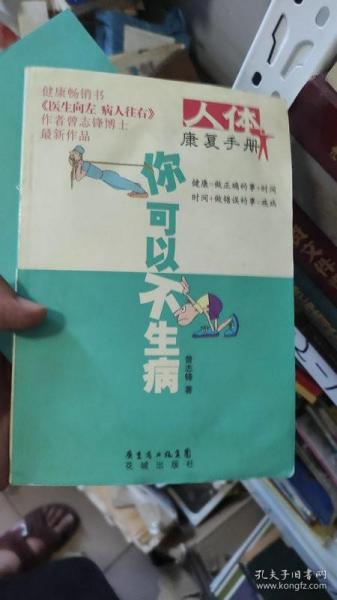 健康畅销书
《医生向左 病人往右》
作者曾志锋博士
最新作品
人体
康复手册
健康=做正确的事+时间
时间+做错误的事=疾病
你可以不生病
曾志锋 著
广东省出版集团
花城出版社
文件
孔夫子旧书网
www.kongfz.com